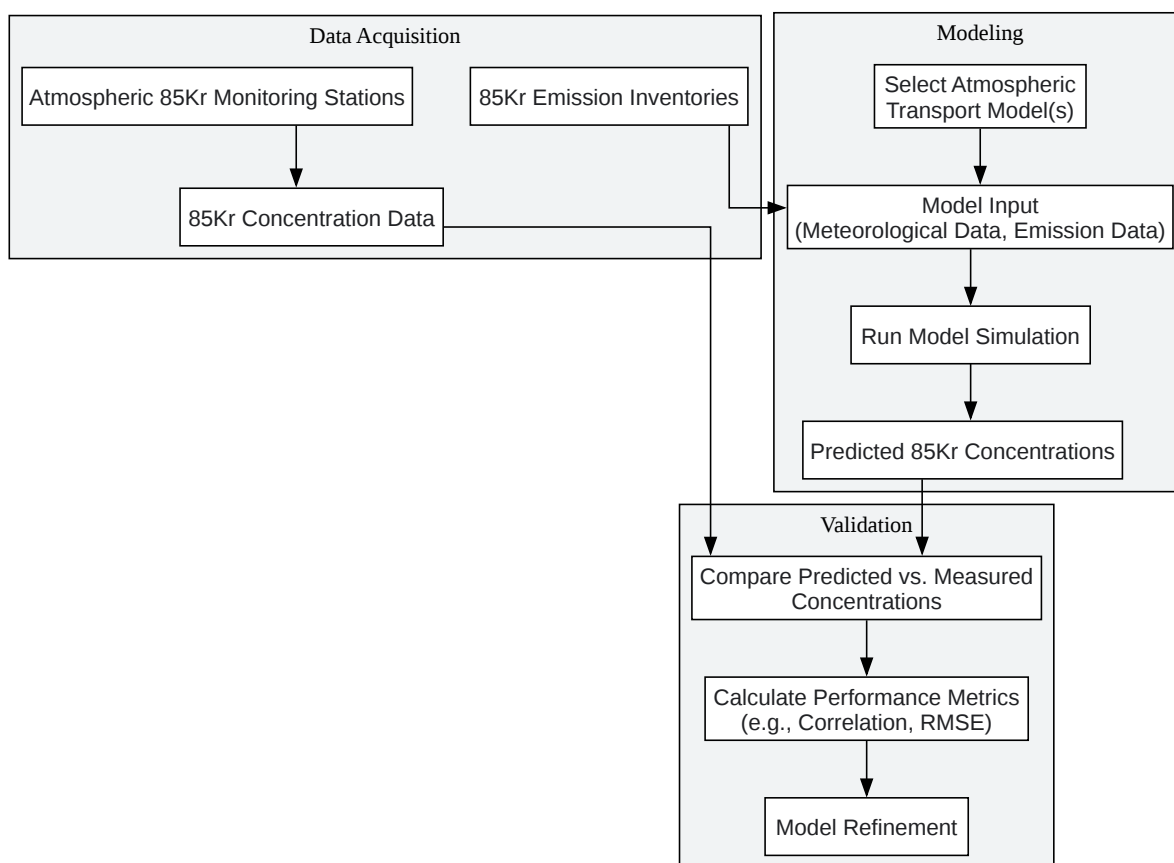 Data Acquisition
Atmospheric 85Kr Monitoring Stations
85Kr Emission Inventories
85Kr Concentration Data
Modeling
Select Atmospheric
Transport Model(s)
Model Input
(Meteorological Data, Emission Data)
Run Model Simulation
Predicted 85Kr Concentrations
Validation
Compare Predicted vs. Measured
Concentrations
Calculate Performance Metrics
(e.g., Correlation, RMSE)
Model Refinement